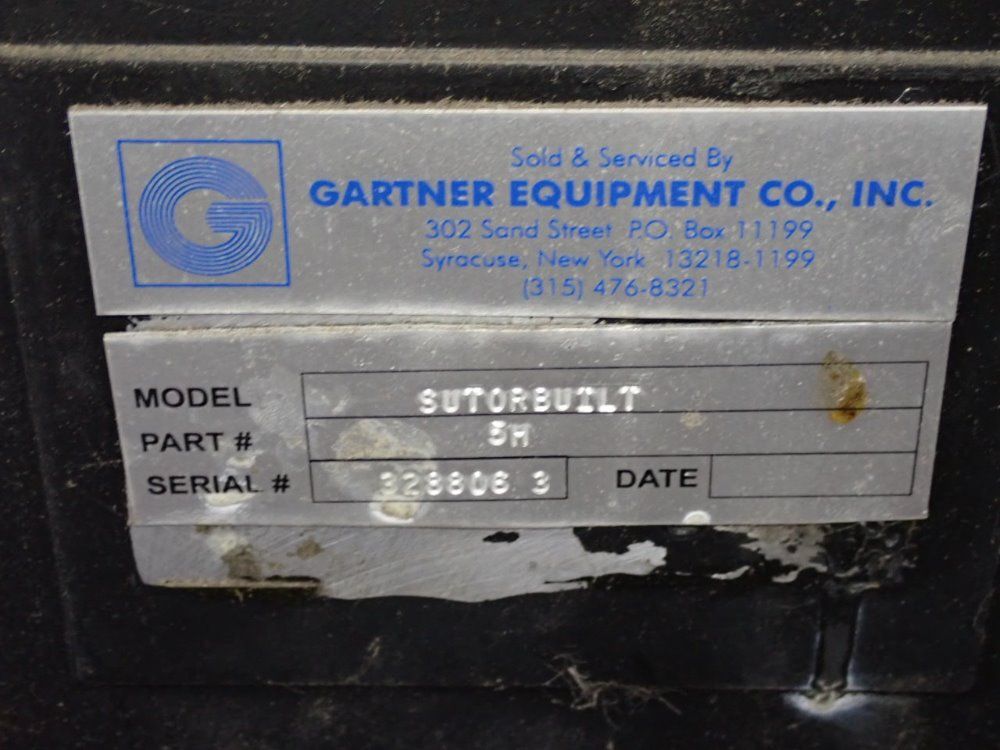 Sold & Serviced By
GARTNER EQUIPMENT CO., INC.
302 Sand Street P.O. Box 11199
Syracuse, New York 13218-1199
(315) 476-8321
MODEL SUTORBUILT
PART # 5M
SERIAL # 328806 3 DATE